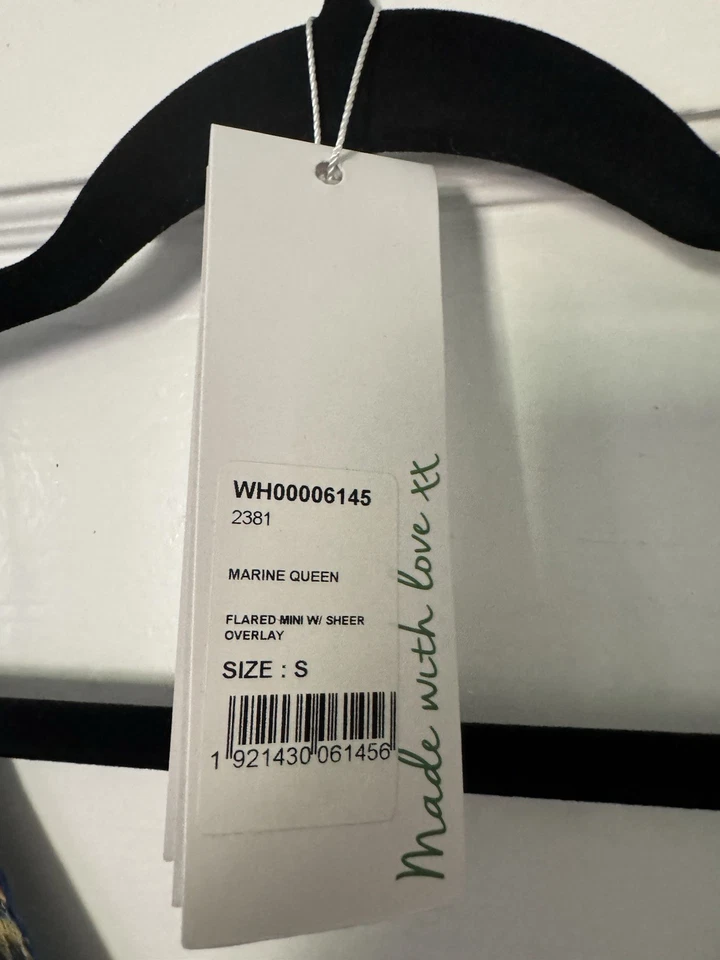 WH00006145
2381
MARINE QUEEN
FLARED MINI W/ SHEER
OVERLAY
SIZE : S
1 921430 061456
Made with love xx